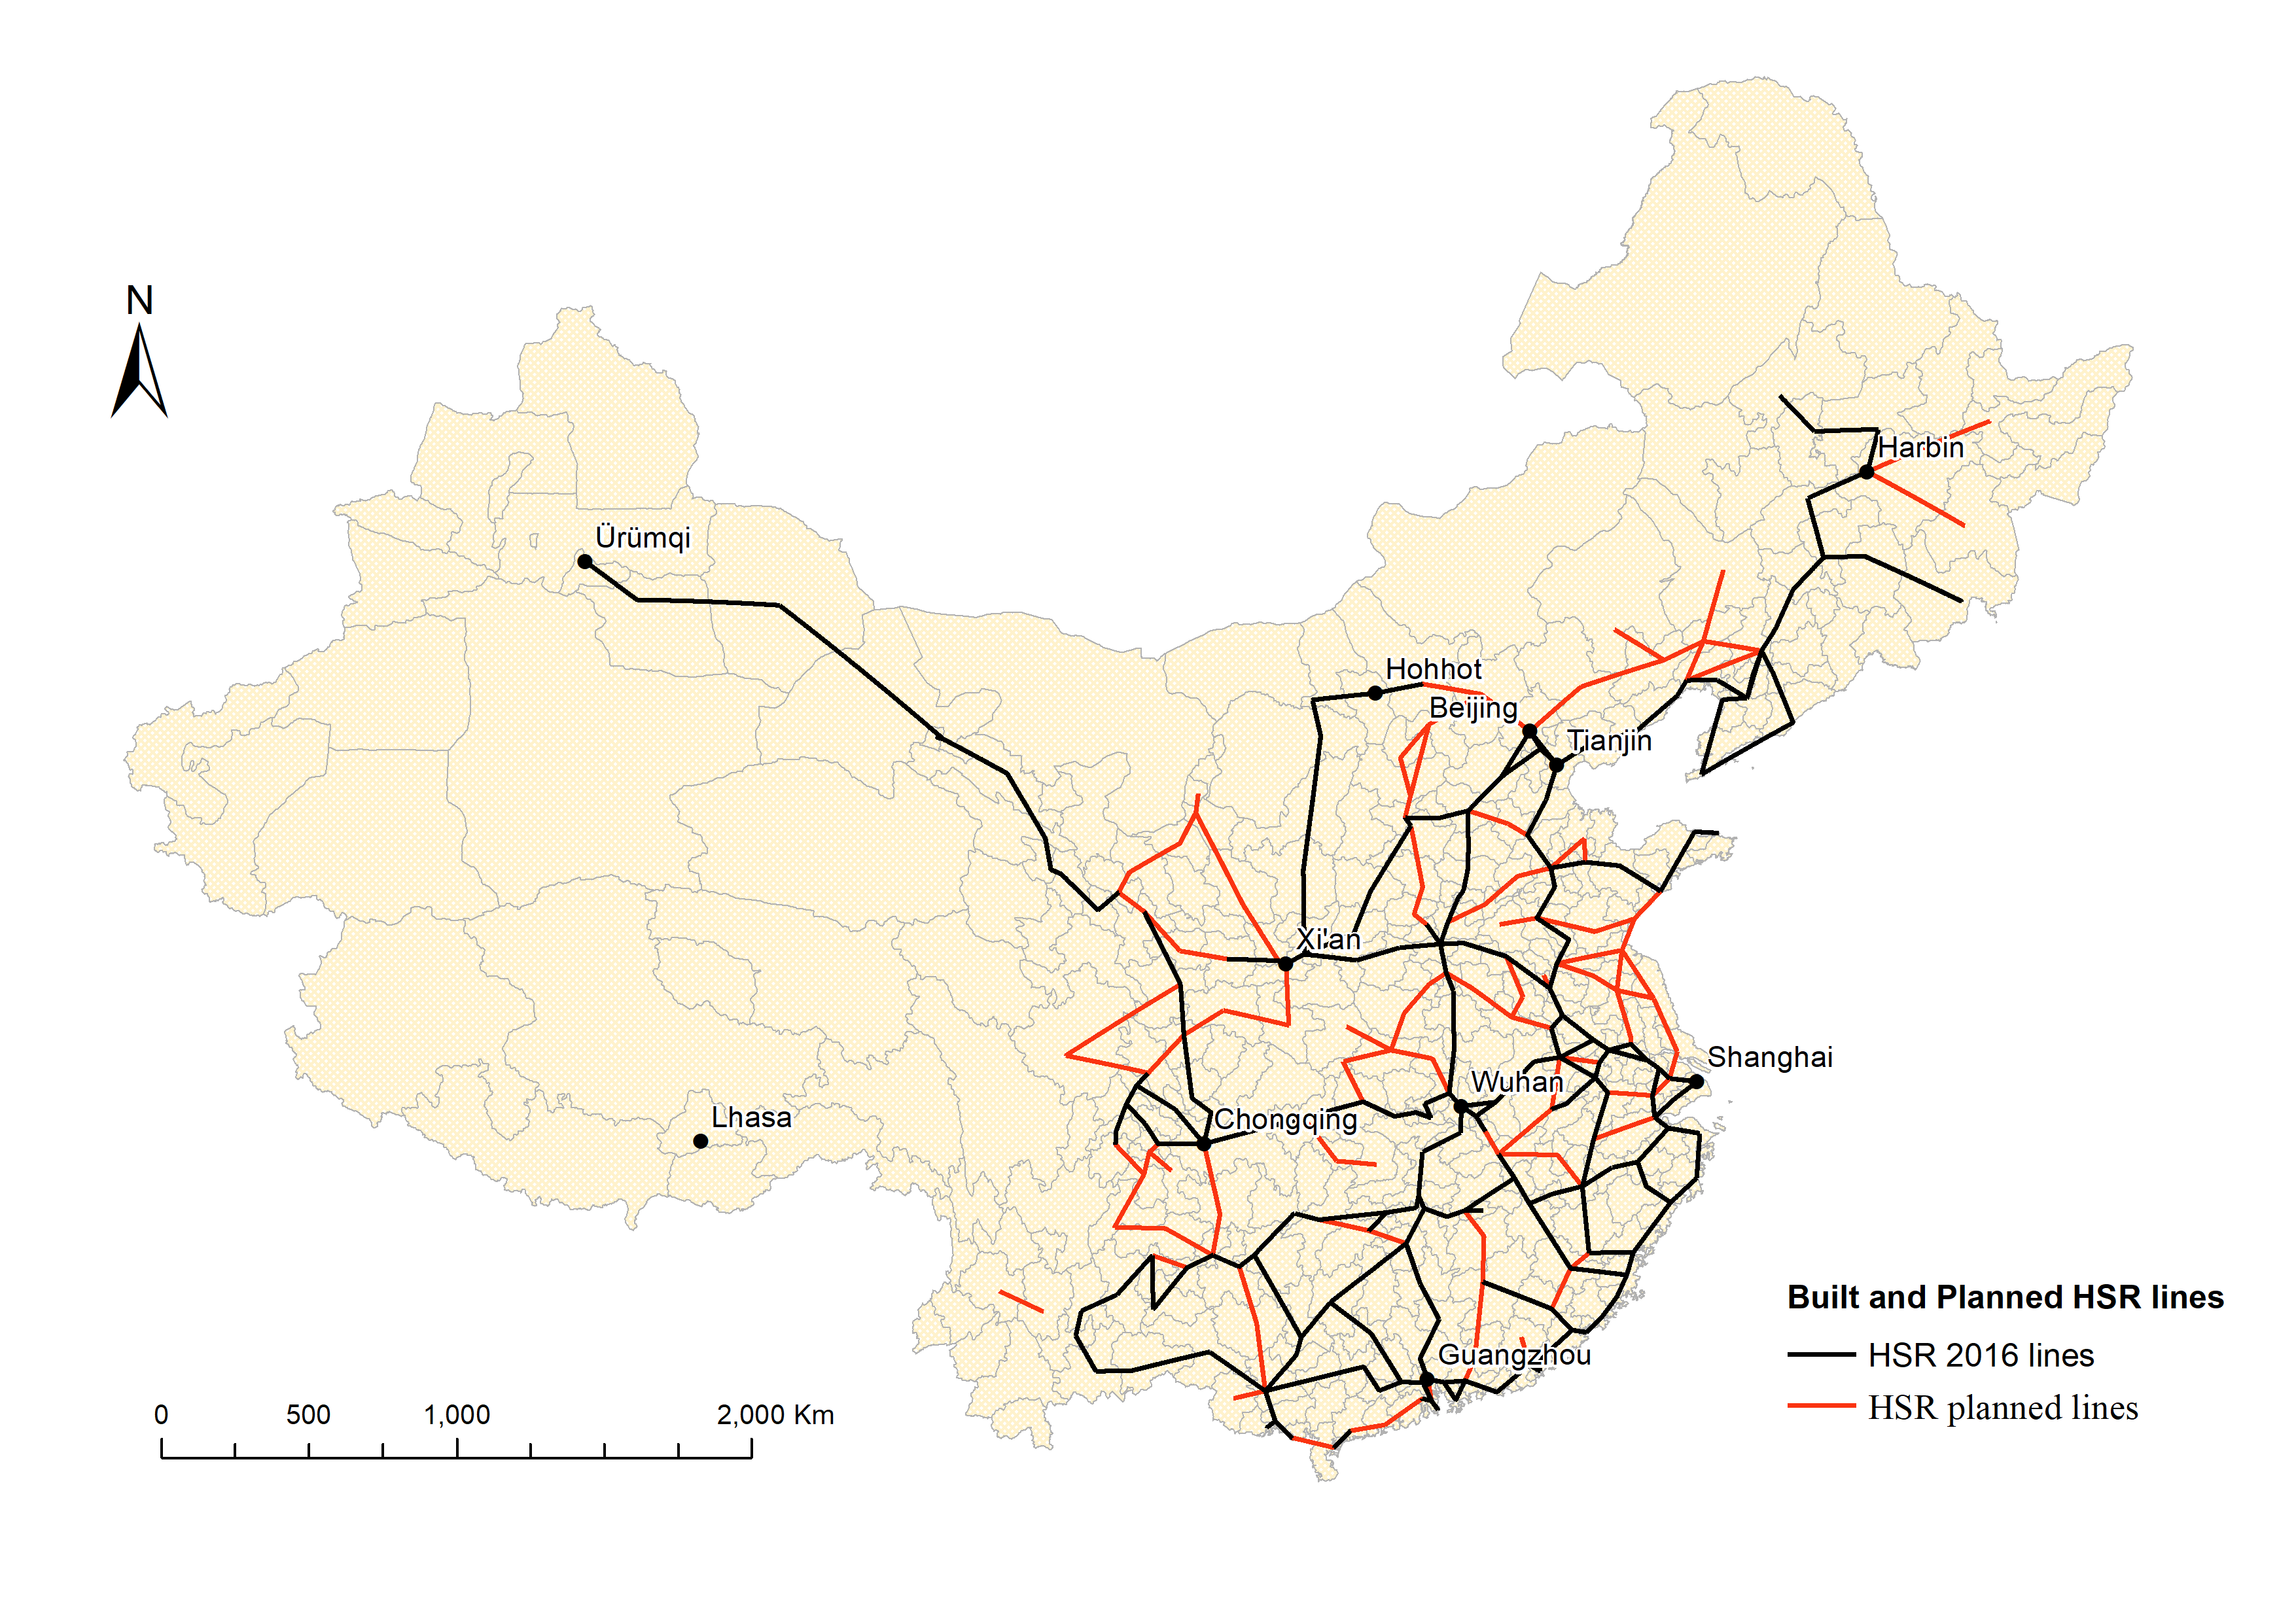 N
Harbin
Ürümqi
Hohhot
Beijing
Tianjin
Xi'an
Shanghai
Wuhan
Lhasa
Chongqing
Guangzhou
Built and Planned HSR lines
HSR 2016 lines
HSR planned lines
0 500 1,000 2,000 Km